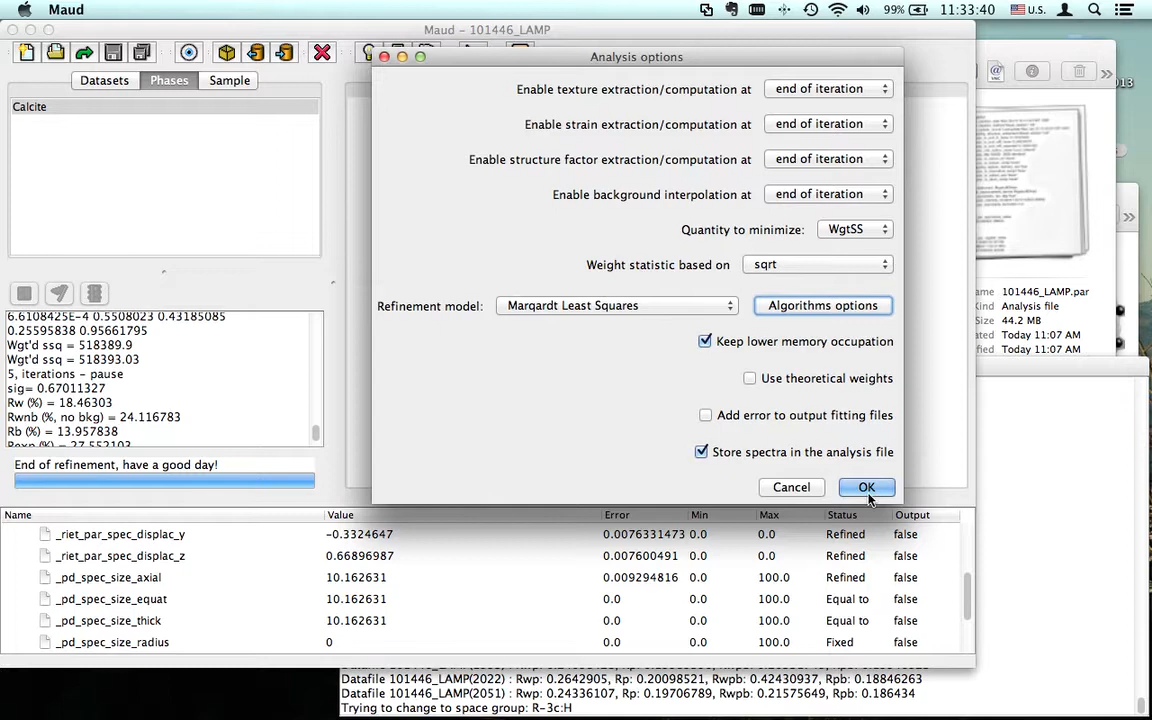 Maud
99%
11:33:40
U.S.
Maud - 101446_LAMP
Datasets
Phases
Sample
Calcite
6.6108425E-4 0.5508023 0.43185085
0.25595838 0.95661795
Wgt'd ssq = 518389.9
Wgt'd ssq = 518393.03
5, iterations - pause
sig= 0.67011327
Rw (%) = 18.46303
Rwnb (%, no bkg) = 24.116783
Rb (%) = 13.957838
Rexp (%) = 27.552103
End of refinement, have a good day!
Analysis options
Enable texture extraction/computation at end of iteration
Enable strain extraction/computation at end of iteration
Enable structure factor extraction/computation at end of iteration
Enable background interpolation at end of iteration
Quantity to minimize: WgtSS
Weight statistic based on sqrt
Refinement model: Marqardt Least Squares Algorithms options
Keep lower memory occupation
Use theoretical weights
Add error to output fitting files
Store spectra in the analysis file
Cancel OK
013
ame 101446_LAMP.par
Kind Analysis file
Size 44.2 MB
ated Today 11:07 AM
fied Today 11:07 AM
Name Value Error Min Max Status Output
_riet_par_spec_displac_y -0.3324647 0.0076331473 0.0 0.0 Refined false
_riet_par_spec_displac_z 0.66896987 0.007600491 0.0 0.0 Refined false
_pd_spec_size_axial 10.162631 0.009294816 0.0 100.0 Refined false
_pd_spec_size_equat 10.162631 0.0 0.0 100.0 Equal to false
_pd_spec_size_thick 10.162631 0.0 0.0 100.0 Equal to false
_pd_spec_size_radius 0 0.0 0.0 100.0 Fixed false
Datafile 101446_LAMP(2022) : Rwp: 0.2642905, Rp: 0.20098521, Rwpb: 0.42430937, Rpb: 0.18846263
Datafile 101446_LAMP(2051) : Rwp: 0.24336107, Rp: 0.19706789, Rwpb: 0.21575649, Rpb: 0.186434
Trying to change to space group: R-3c:H